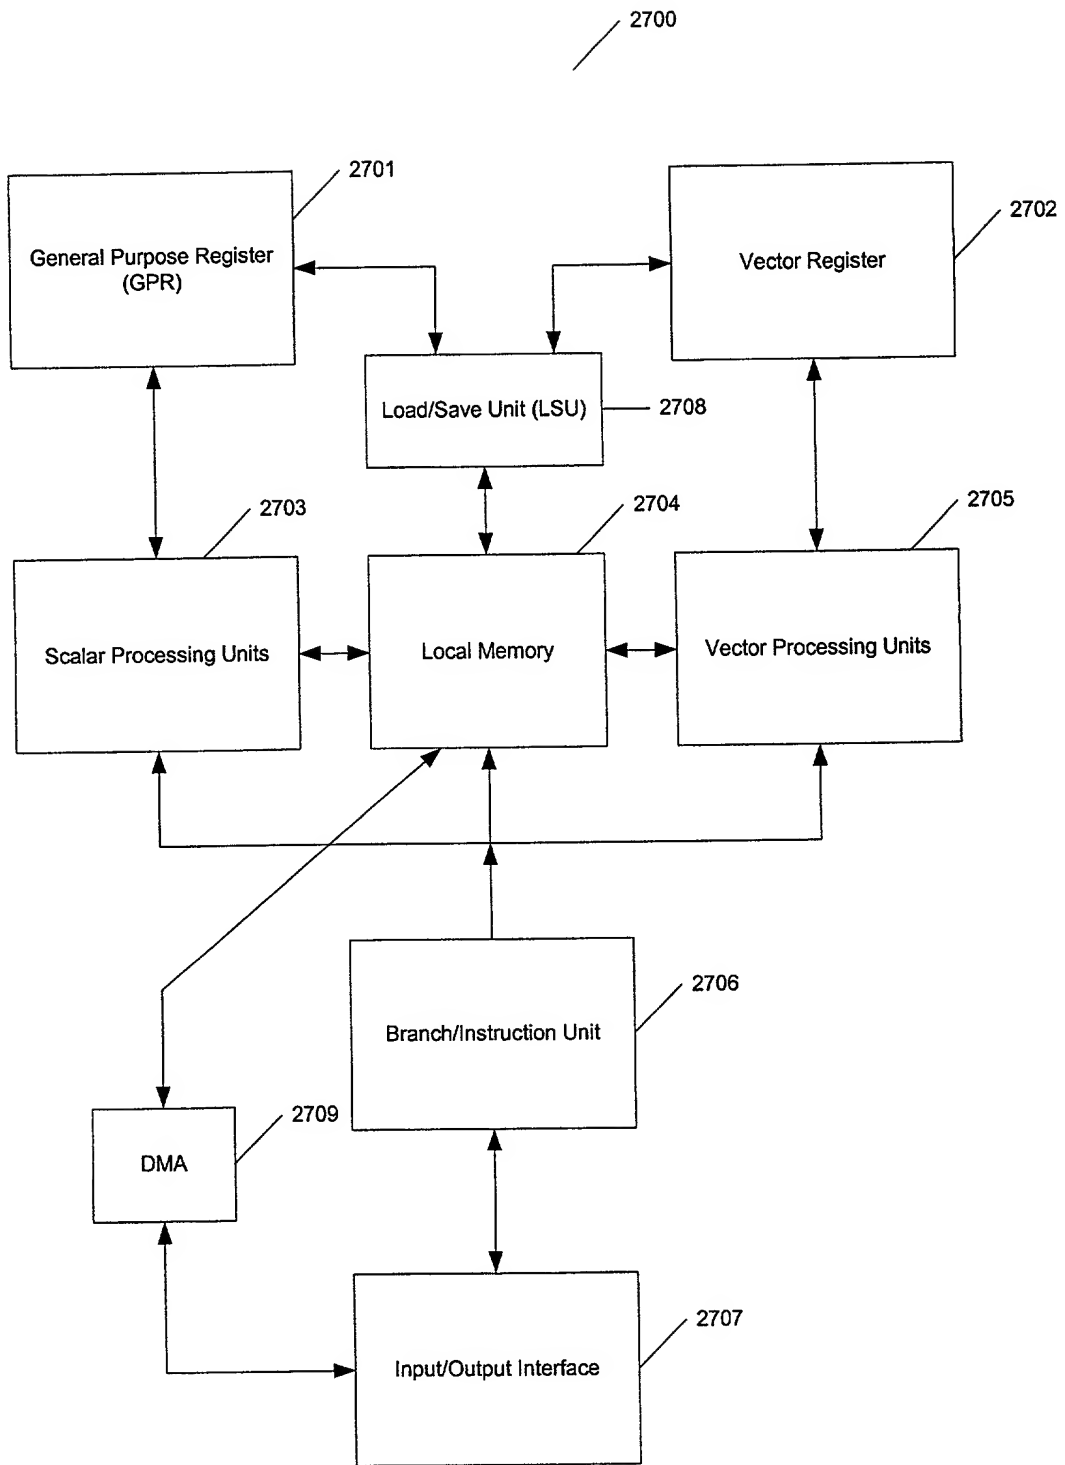 2700
2701
General Purpose Register
(GPR)
2702
Vector Register
Load/Save Unit (LSU)
2708
2703
2704
2705
Scalar Processing Units
Local Memory
Vector Processing Units
2706
Branch/Instruction Unit
2709
DMA
2707
Input/Output Interface